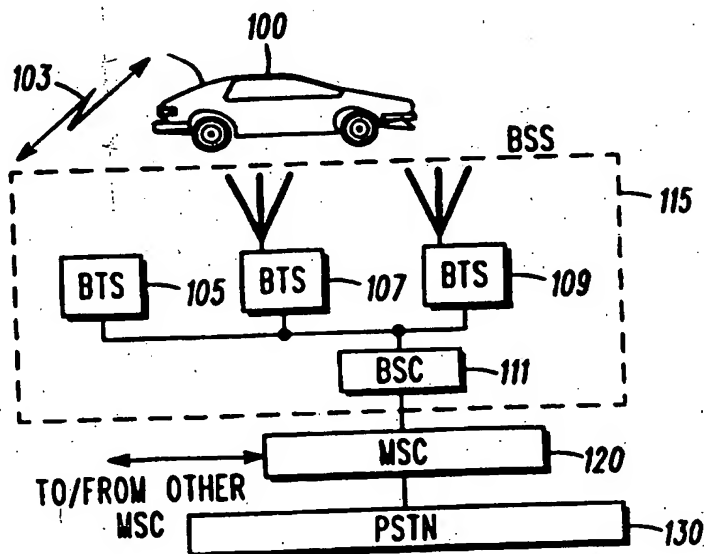 100
103
BSS
115
BTS 105
BTS 107
BTS 109
BSC 111
MSC 120
TO/FROM OTHER
MSC
PSTN 130